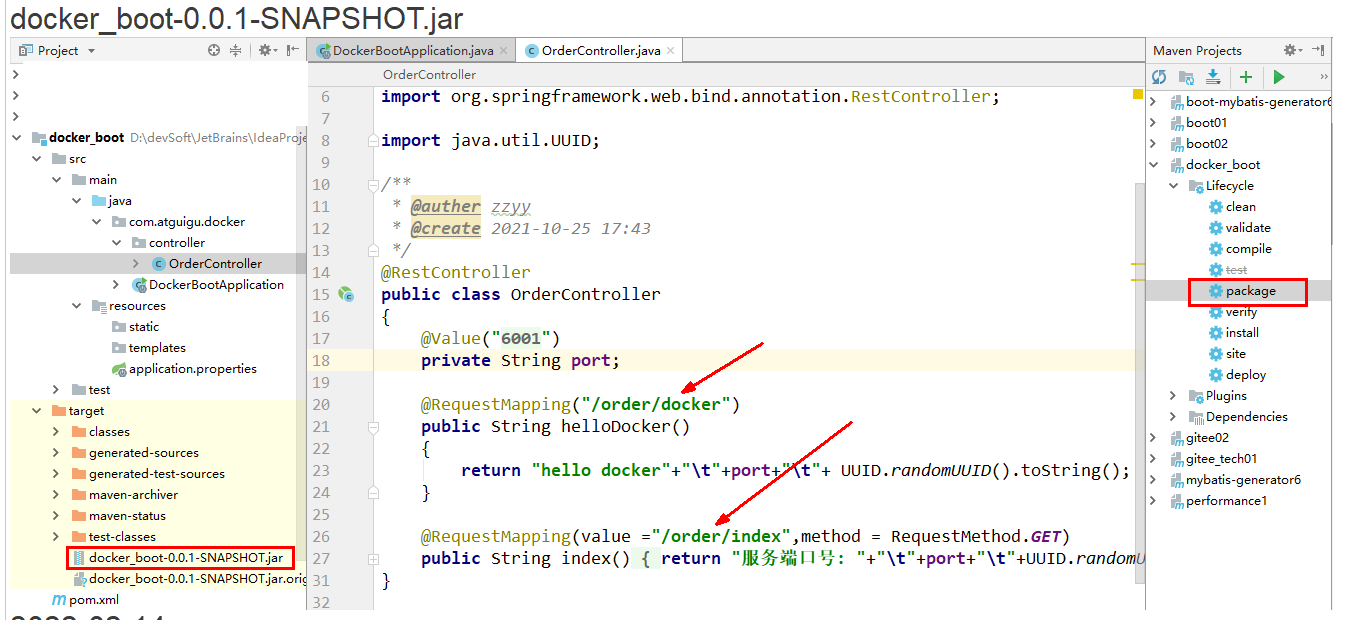 docker_boot-0.0.1-SNAPSHOT.jar
Project
DockerBootApplication.java
OrderController.java
Maven Projects
OrderController
docker_boot D:\devSoft\JetBrains\IdeaProje
src
main
java
com.atguigu.docker
controller
OrderController
DockerBootApplication
resources
static
templates
application.properties
test
target
classes
generated-sources
generated-test-sources
maven-archiver
maven-status
test-classes
docker_boot-0.0.1-SNAPSHOT.jar
docker_boot-0.0.1-SNAPSHOT.jar.orig
pom.xml
6 import org.springframework.web.bind.annotation.RestController;
7
8 import java.util.UUID;
9
10 /**
11 * @auther zzyy
12 * @create 2021-10-25 17:43
13 */
14 @RestController
15 public class OrderController
16 {
17 @Value("6001")
18 private String port;
19
20 @RequestMapping("/order/docker")
21 public String helloDocker()
22 {
23 return "hello docker"+"\t"+port+"\t"+ UUID.randomUUID().toString();
24 }
25
26 @RequestMapping(value ="/order/index",method = RequestMethod.GET)
27 public String index() { return "服务端口号: "+"\t"+port+"\t"+UUID.randomU
31 }
32
boot-mybatis-generator6
boot01
boot02
docker_boot
Lifecycle
clean
validate
compile
test
package
verify
install
site
deploy
Plugins
Dependencies
gitee02
gitee_tech01
mybatis-generator6
performance1